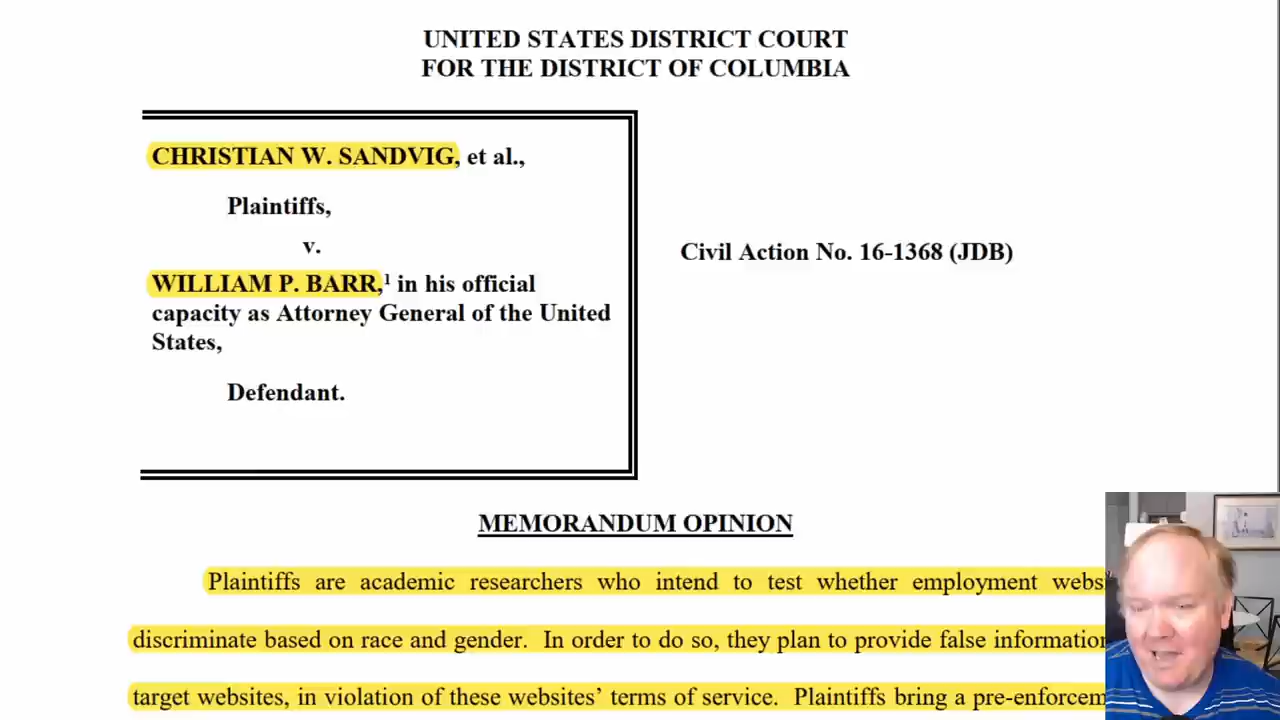 UNITED STATES DISTRICT COURT
FOR THE DISTRICT OF COLUMBIA
CHRISTIAN W. SANDVIG, et al.,
Plaintiffs,
v.
WILLIAM P. BARR,¹ in his official
capacity as Attorney General of the United
States,
Defendant.
Civil Action No. 16-1368 (JDB)
MEMORANDUM OPINION
Plaintiffs are academic researchers who intend to test whether employment
discriminate based on race and gender. In order to do so, they plan to provide false information
target websites, in violation of these websites’ terms of service. Plaintiffs bring a